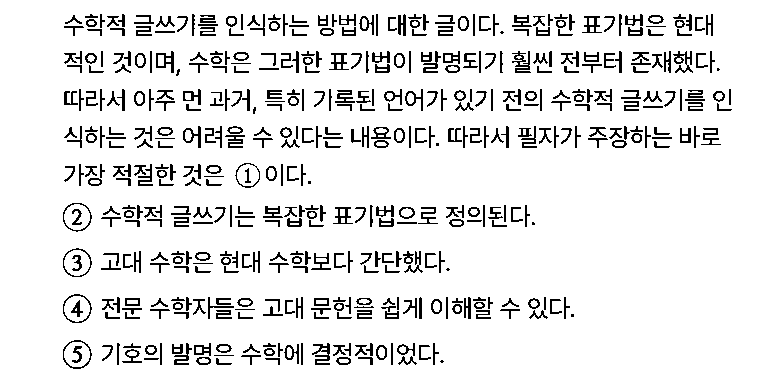 수학적 글쓰기를 인식하는 방법에 대한 글이다. 복잡한 표기법은 현대
적인 것이며, 수학은 그러한 표기법이 발명되기 훨씬 전부터 존재했다.
따라서 아주 먼 과거, 특히 기록된 언어가 있기 전의 수학적 글쓰기를 인
식하는 것은 어려울 수 있다는 내용이다. 따라서 필자가 주장하는 바로
가장 적절한 것은 ①이다.
② 수학적 글쓰기는 복잡한 표기법으로 정의된다.
③ 고대 수학은 현대 수학보다 간단했다.
④ 전문 수학자들은 고대 문헌을 쉽게 이해할 수 있다.
⑤ 기호의 발명은 수학에 결정적이었다.